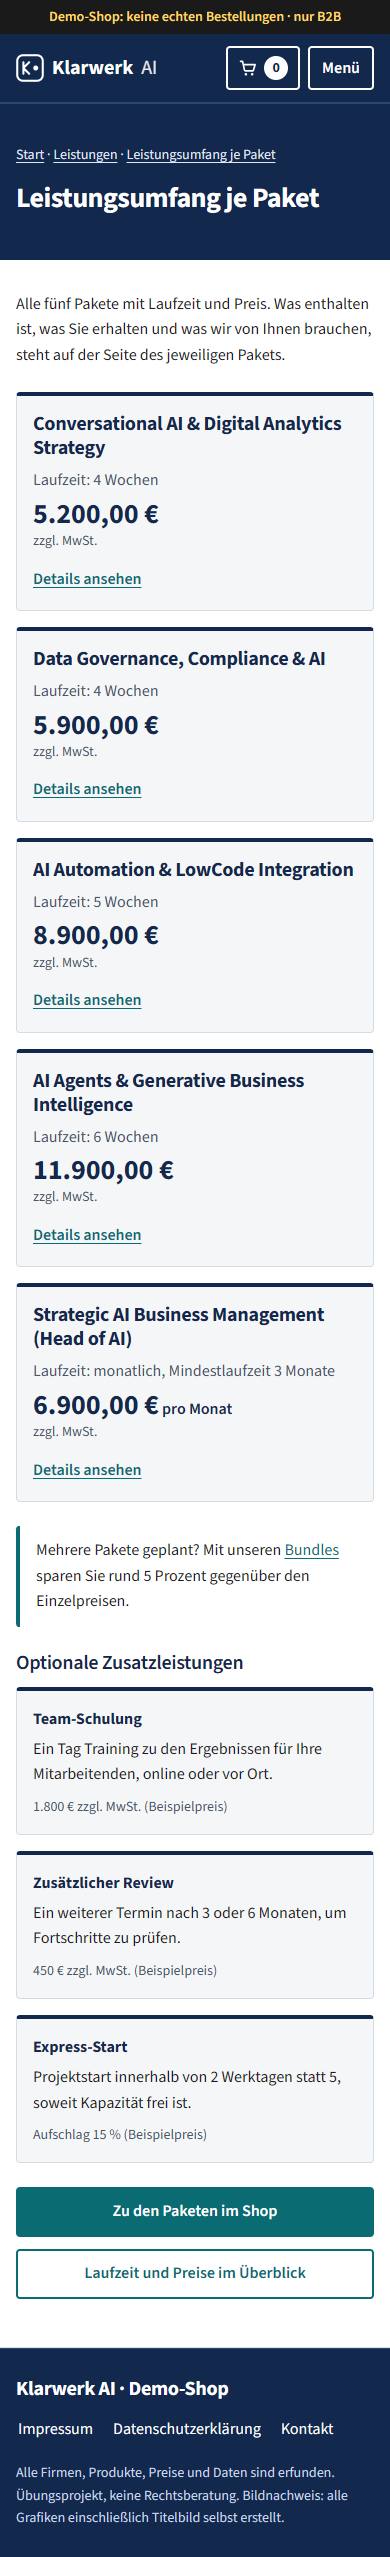 Demo-Shop: keine echten Bestellungen · nur B2B
Klarwerk AI
0
Menü
Start · Leistungen · Leistungsumfang je Paket
Leistungsumfang je Paket
Alle fünf Pakete mit Laufzeit und Preis. Was enthalten
ist, was Sie erhalten und was wir von Ihnen brauchen,
steht auf der Seite des jeweiligen Pakets.
Conversational AI & Digital Analytics
Strategy
Laufzeit: 4 Wochen
5.200,00 €
zzgl. MwSt.
Details ansehen
Data Governance, Compliance & AI
Laufzeit: 4 Wochen
5.900,00 €
zzgl. MwSt.
Details ansehen
AI Automation & LowCode Integration
Laufzeit: 5 Wochen
8.900,00 €
zzgl. MwSt.
Details ansehen
AI Agents & Generative Business
Intelligence
Laufzeit: 6 Wochen
11.900,00 €
zzgl. MwSt.
Details ansehen
Strategic AI Business Management
(Head of AI)
Laufzeit: monatlich, Mindestlaufzeit 3 Monate
6.900,00 € pro Monat
zzgl. MwSt.
Details ansehen
Mehrere Pakete geplant? Mit unseren Bundles
sparen Sie rund 5 Prozent gegenüber den
Einzelpreisen.
Optionale Zusatzleistungen
Team-Schulung
Ein Tag Training zu den Ergebnissen für Ihre
Mitarbeitenden, online oder vor Ort.
1.800 € zzgl. MwSt. (Beispielpreis)
Zusätzlicher Review
Ein weiterer Termin nach 3 oder 6 Monaten, um
Fortschritte zu prüfen.
450 € zzgl. MwSt. (Beispielpreis)
Express-Start
Projektstart innerhalb von 2 Werktagen statt 5,
soweit Kapazität frei ist.
Aufschlag 15 % (Beispielpreis)
Zu den Paketen im Shop
Laufzeit und Preise im Überblick
Klarwerk AI · Demo-Shop
Impressum Datenschutzerklärung Kontakt
Alle Firmen, Produkte, Preise und Daten sind erfunden.
Übungsprojekt, keine Rechtsberatung. Bildnachweis: alle
Grafiken einschließlich Titelbild selbst erstellt.